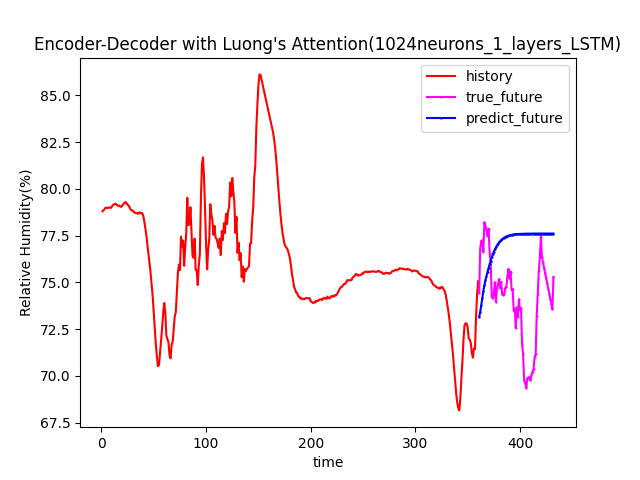 Encoder-Decoder with Luong's Attention(1024neurons_1_layers_LSTM)
history
true_future
predict_future
Relative Humidity(%)
85.0
82.5
80.0
77.5
75.0
72.5
70.0
67.5
0 100 200 300 400
time